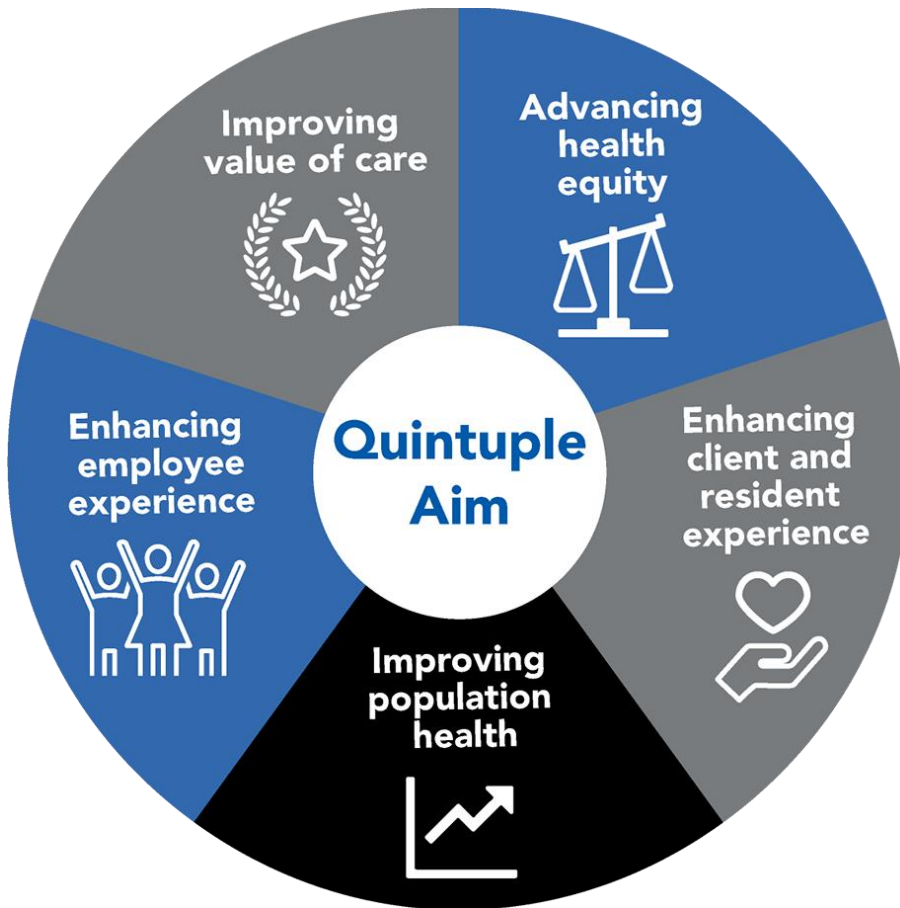 Improving
value of care
Advancing
health
equity
Enhancing
employee
experience
Quintuple
Aim
Enhancing
client and
resident
experience
Improving
population
health